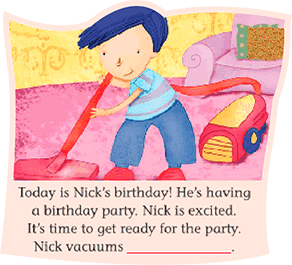 Today is Nick's birthday! He's having
a birthday party. Nick is excited.
It's time to get ready for the party.
Nick vacuums ____________.